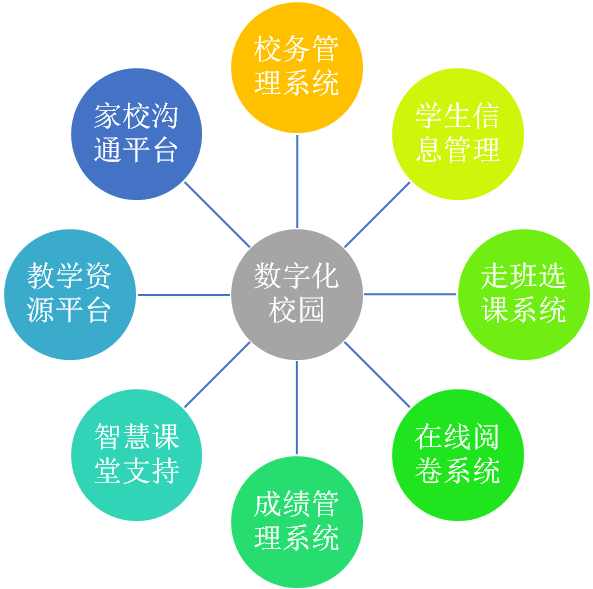 校务管
理系统
家校沟
通平台
学生信
息管理
教学资
源平台
数字化
校园
走班选
课系统
智慧课
堂支持
在线阅
卷系统
成绩管
理系统